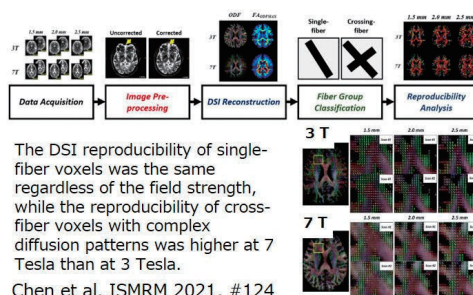 1.5 mm 2.0 mm 2.5 mm
3T
7T
Uncorrected Corrected
ODF
3T
7T
Single-fiber
Crossing-fiber
1.5 mm 2.0 mm 2.5 mm
3T
7T
Data Acquisition
Image Pre-processing
DSI Reconstruction
Fiber Group Classification
Reproducibility Analysis
The DSI reproducibility of single-
fiber voxels was the same
regardless of the field strength,
while the reproducibility of cross-
fiber voxels with complex
diffusion patterns was higher at 7
Tesla than at 3 Tesla.
Chen et al. ISMRM 2021, #124
3 T
1.5 mm 2.0 mm 2.5 mm
7 T
1.5 mm 2.0 mm 2.5 mm